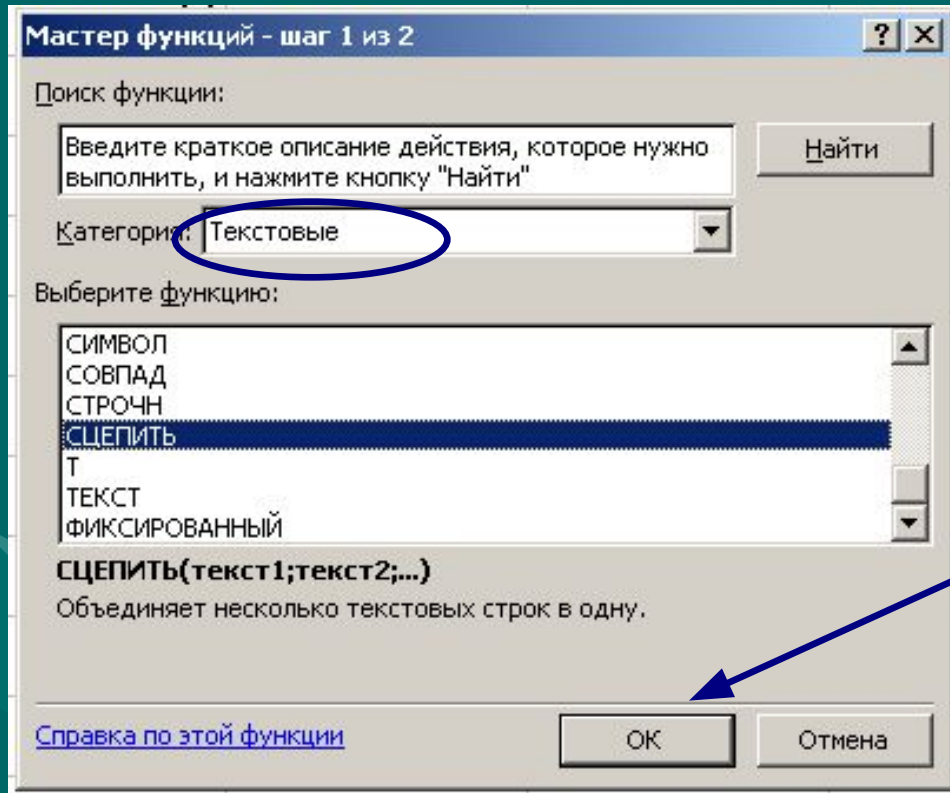 Мастер функций - шаг 1 из 2
Поиск функции:
Введите краткое описание действия, которое нужно
выполнить, и нажмите кнопку "Найти"
Найти
Категория: Текстовые
Выберите функцию:
СИМВОЛ
СОВПАД
СТРОЧН
СЦЕПИТЬ
Т
ТЕКСТ
ФИКСИРОВАННЫЙ
СЦЕПИТЬ(текст1;текст2;...)
Объединяет несколько текстовых строк в одну.
Справка по этой функции
ОК
Отмена